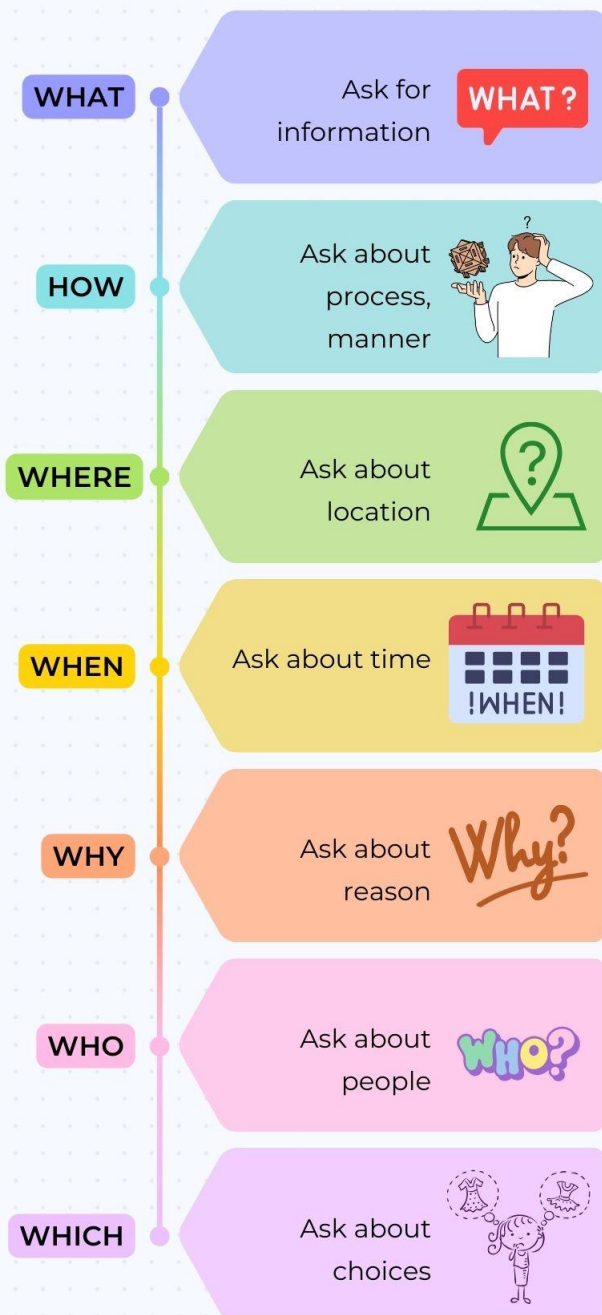 WHAT
Ask for
information
WHAT?
HOW
Ask about
process,
manner
?
WHERE
Ask about
location
?
WHEN
Ask about time
!WHEN!
WHY
Ask about
reason
Why?
WHO
Ask about
people
WHO?
WHICH
Ask about
choices